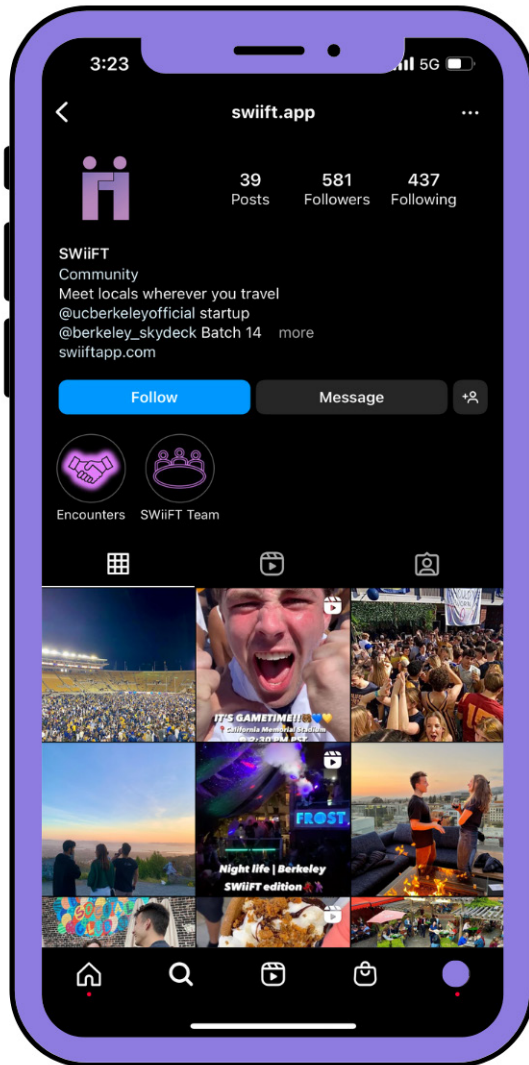 3:23
5G
swiift.app
39
581
437
Posts
Followers
Following
SWiiFT
Community
Meet locals wherever you travel
@ucberkeleyofficial startup
@berkeley_skydeck Batch 14 more
swiiftapp.com
Follow
Message
Encounters
SWiiFT Team
IT'S GAMETIME!!🐻💙💛
📍California Memorial Stadium
FROST
Night life | Berkeley
SWiiFT edition